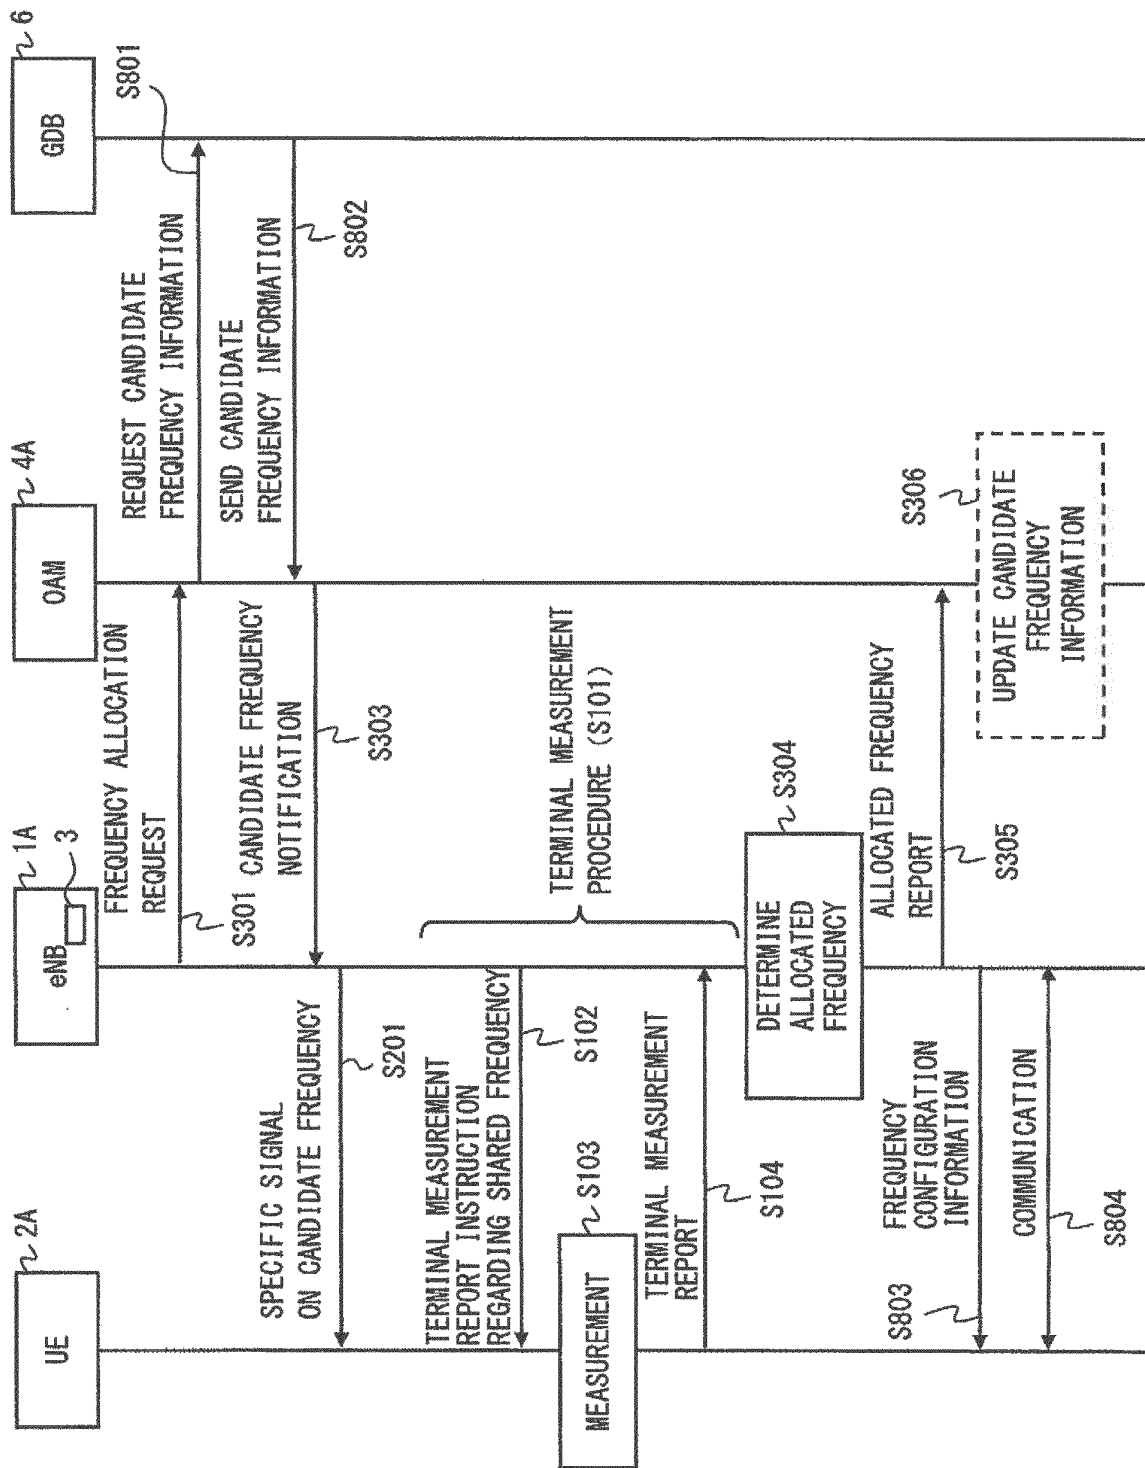 UE
2A
eNB
1A
3
OAM
4A
GDB
6
FREQUENCY ALLOCATION
REQUEST
S301
REQUEST CANDIDATE
FREQUENCY INFORMATION
S801
SEND CANDIDATE
FREQUENCY INFORMATION
S802
CANDIDATE FREQUENCY
NOTIFICATION
S303
SPECIFIC SIGNAL
ON CANDIDATE FREQUENCY
S201
TERMINAL MEASUREMENT
REPORT INSTRUCTION
REGARDING SHARED FREQUENCY
S102
TERMINAL MEASUREMENT
PROCEDURE (S101)
MEASUREMENT
S103
TERMINAL MEASUREMENT
REPORT
S104
DETERMINE
ALLOCATED
FREQUENCY
S304
ALLOCATED FREQUENCY
REPORT
S305
UPDATE CANDIDATE
FREQUENCY
INFORMATION
S306
FREQUENCY
CONFIGURATION
INFORMATION
S803
COMMUNICATION
S804